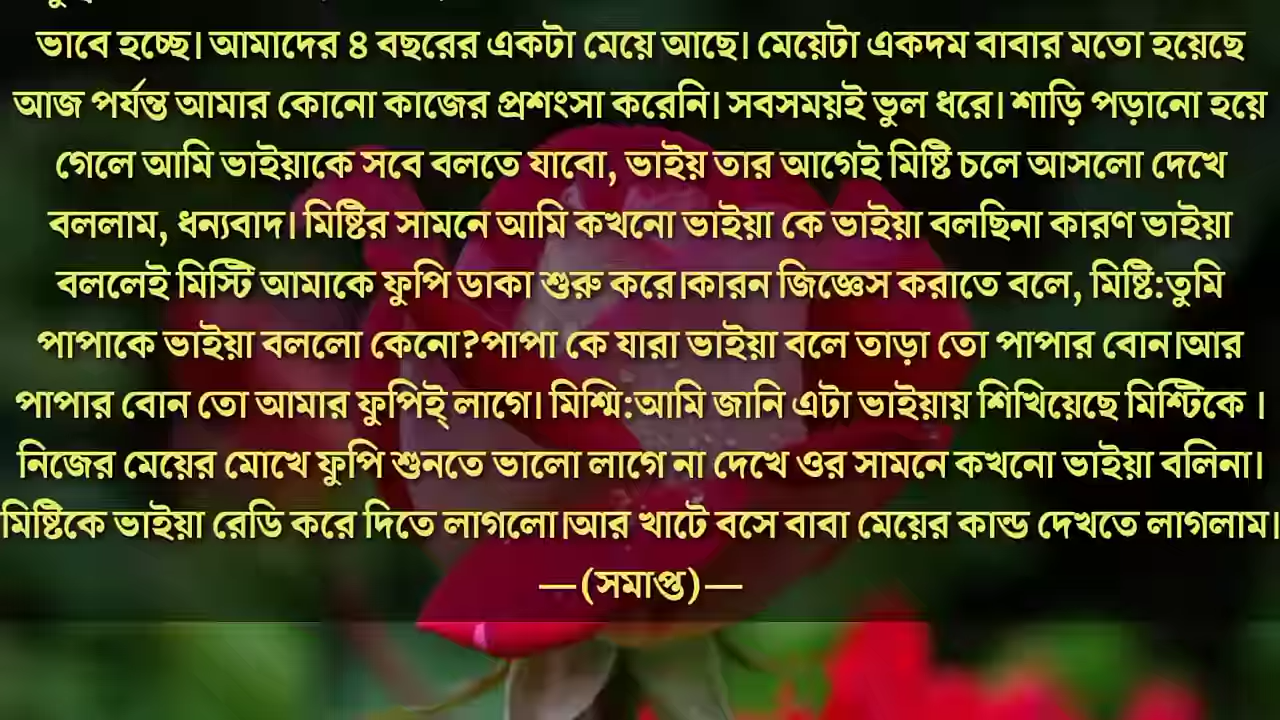 ভাবে হচ্ছে। আমাদের ৪ বছরের একটা মেয়ে আছে। মেয়েটা একদম বাবার মতো হয়েছে
আজ পর্যন্ত আমার কোনো কাজের প্রশংসা করেনি। সবসময়ই ভুল ধরে। শাড়ি পড়ানো হয়ে
গেলে আমি ভাইয়াকে সবে বলতে যাবো, ভাইয় তার আগেই মিষ্টি চলে আসলো দেখে
বললাম, ধন্যবাদ। মিষ্টির সামনে আমি কখনো ভাইয়া কে ভাইয়া বলছিনা কারণ ভাইয়া
বললেই মিস্টি আমাকে ফুপি ডাকা শুরু করে।কারন জিজ্ঞেস করাতে বলে, মিষ্টি:তুমি
পাপাকে ভাইয়া বললো কেনো?পাপা কে যারা ভাইয়া বলে তাড়া তো পাপার বোন।আর
পাপার বোন তো আমার ফুপিই্ লাগে। মিশ্মি:আমি জানি এটা ভাইয়ায় শিখিয়েছে মিশ্টিকে ।
নিজের মেয়ের মোখে ফুপি শুনতে ভালো লাগে না দেখে ওর সামনে কখনো ভাইয়া বলিনা।
মিষ্টিকে ভাইয়া রেডি করে দিতে লাগলো।আর খাটে বসে বাবা মেয়ের কান্ড দেখতে লাগলাম।
—(সমাপ্ত)—